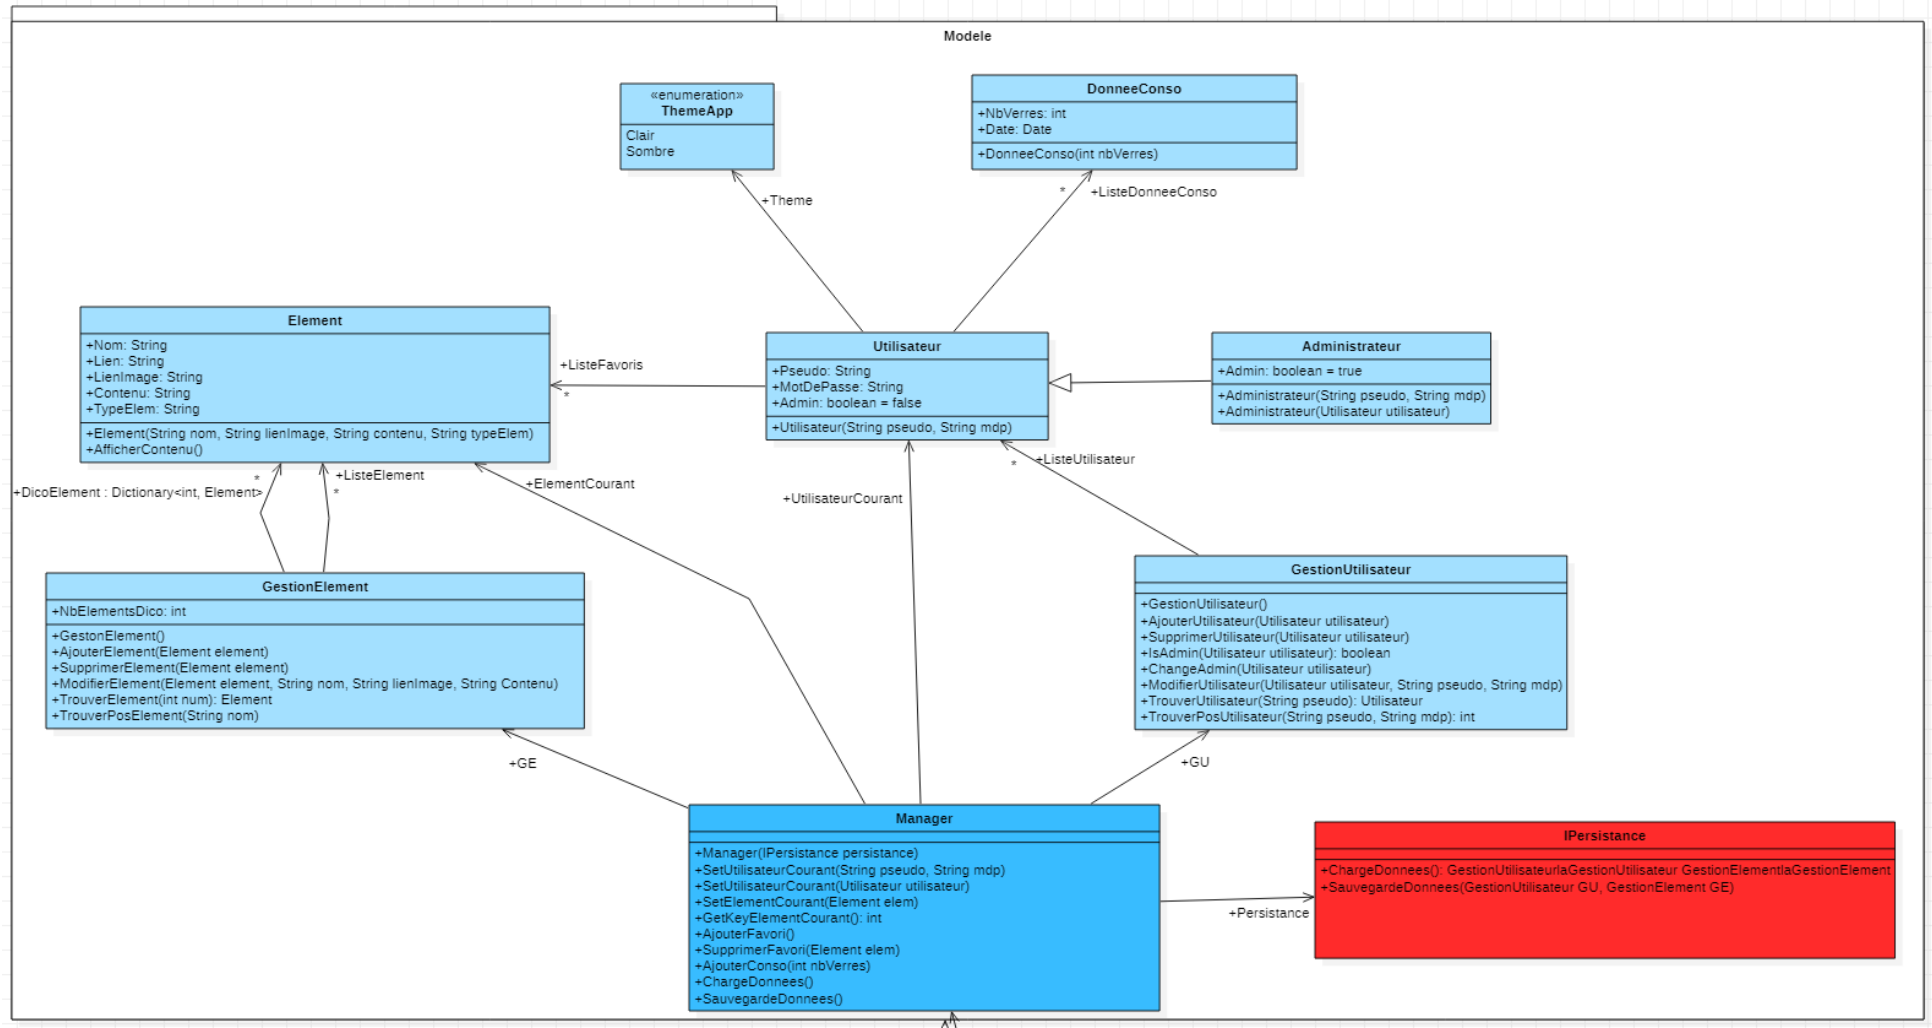 Modele
«enumeration»
ThemeApp
Clair
Sombre
DonneeConso
+NbVerres: int
+Date: Date
+DonneeConso(int nbVerres)
+Theme
*
+ListeDonneeConso
Element
+Nom: String
+Lien: String
+LienImage: String
+Contenu: String
+TypeElem: String
+Element(String nom, String lienImage, String contenu, String typeElem)
+AfficherContenu()
+ListeFavoris
*
Utilisateur
+Pseudo: String
+MotDePasse: String
+Admin: boolean = false
+Utilisateur(String pseudo, String mdp)
Administrateur
+Admin: boolean = true
+Administrateur(String pseudo, String mdp)
+Administrateur(Utilisateur utilisateur)
*
+DicoElement : Dictionary<int, Element>
+ListeElement
*
+ElementCourant
+UtilisateurCourant
*
+ListeUtilisateur
GestionElement
+NbElementsDico: int
+GestonElement()
+AjouterElement(Element element)
+SupprimerElement(Element element)
+ModifierElement(Element element, String nom, String lienImage, String Contenu)
+TrouverElement(int num): Element
+TrouverPosElement(String nom)
GestionUtilisateur
+GestionUtilisateur()
+AjouterUtilisateur(Utilisateur utilisateur)
+SupprimerUtilisateur(Utilisateur utilisateur)
+IsAdmin(Utilisateur utilisateur): boolean
+ChangeAdmin(Utilisateur utilisateur)
+ModifierUtilisateur(Utilisateur utilisateur, String pseudo, String mdp)
+TrouverUtilisateur(String pseudo): Utilisateur
+TrouverPosUtilisateur(String pseudo, String mdp): int
+GE
+GU
Manager
+Manager(IPersistance persistance)
+SetUtilisateurCourant(String pseudo, String mdp)
+SetUtilisateurCourant(Utilisateur utilisateur)
+SetElementCourant(Element elem)
+GetKeyElementCourant(): int
+AjouterFavori()
+SupprimerFavori(Element elem)
+AjouterConso(int nbVerres)
+ChargeDonnees()
+SauvegardeDonnees()
+Persistance
IPersistance
+ChargeDonnees(): GestionUtilisateurlaGestionUtilisateur GestionElementlaGestionElement
+SauvegardeDonnees(GestionUtilisateur GU, GestionElement GE)